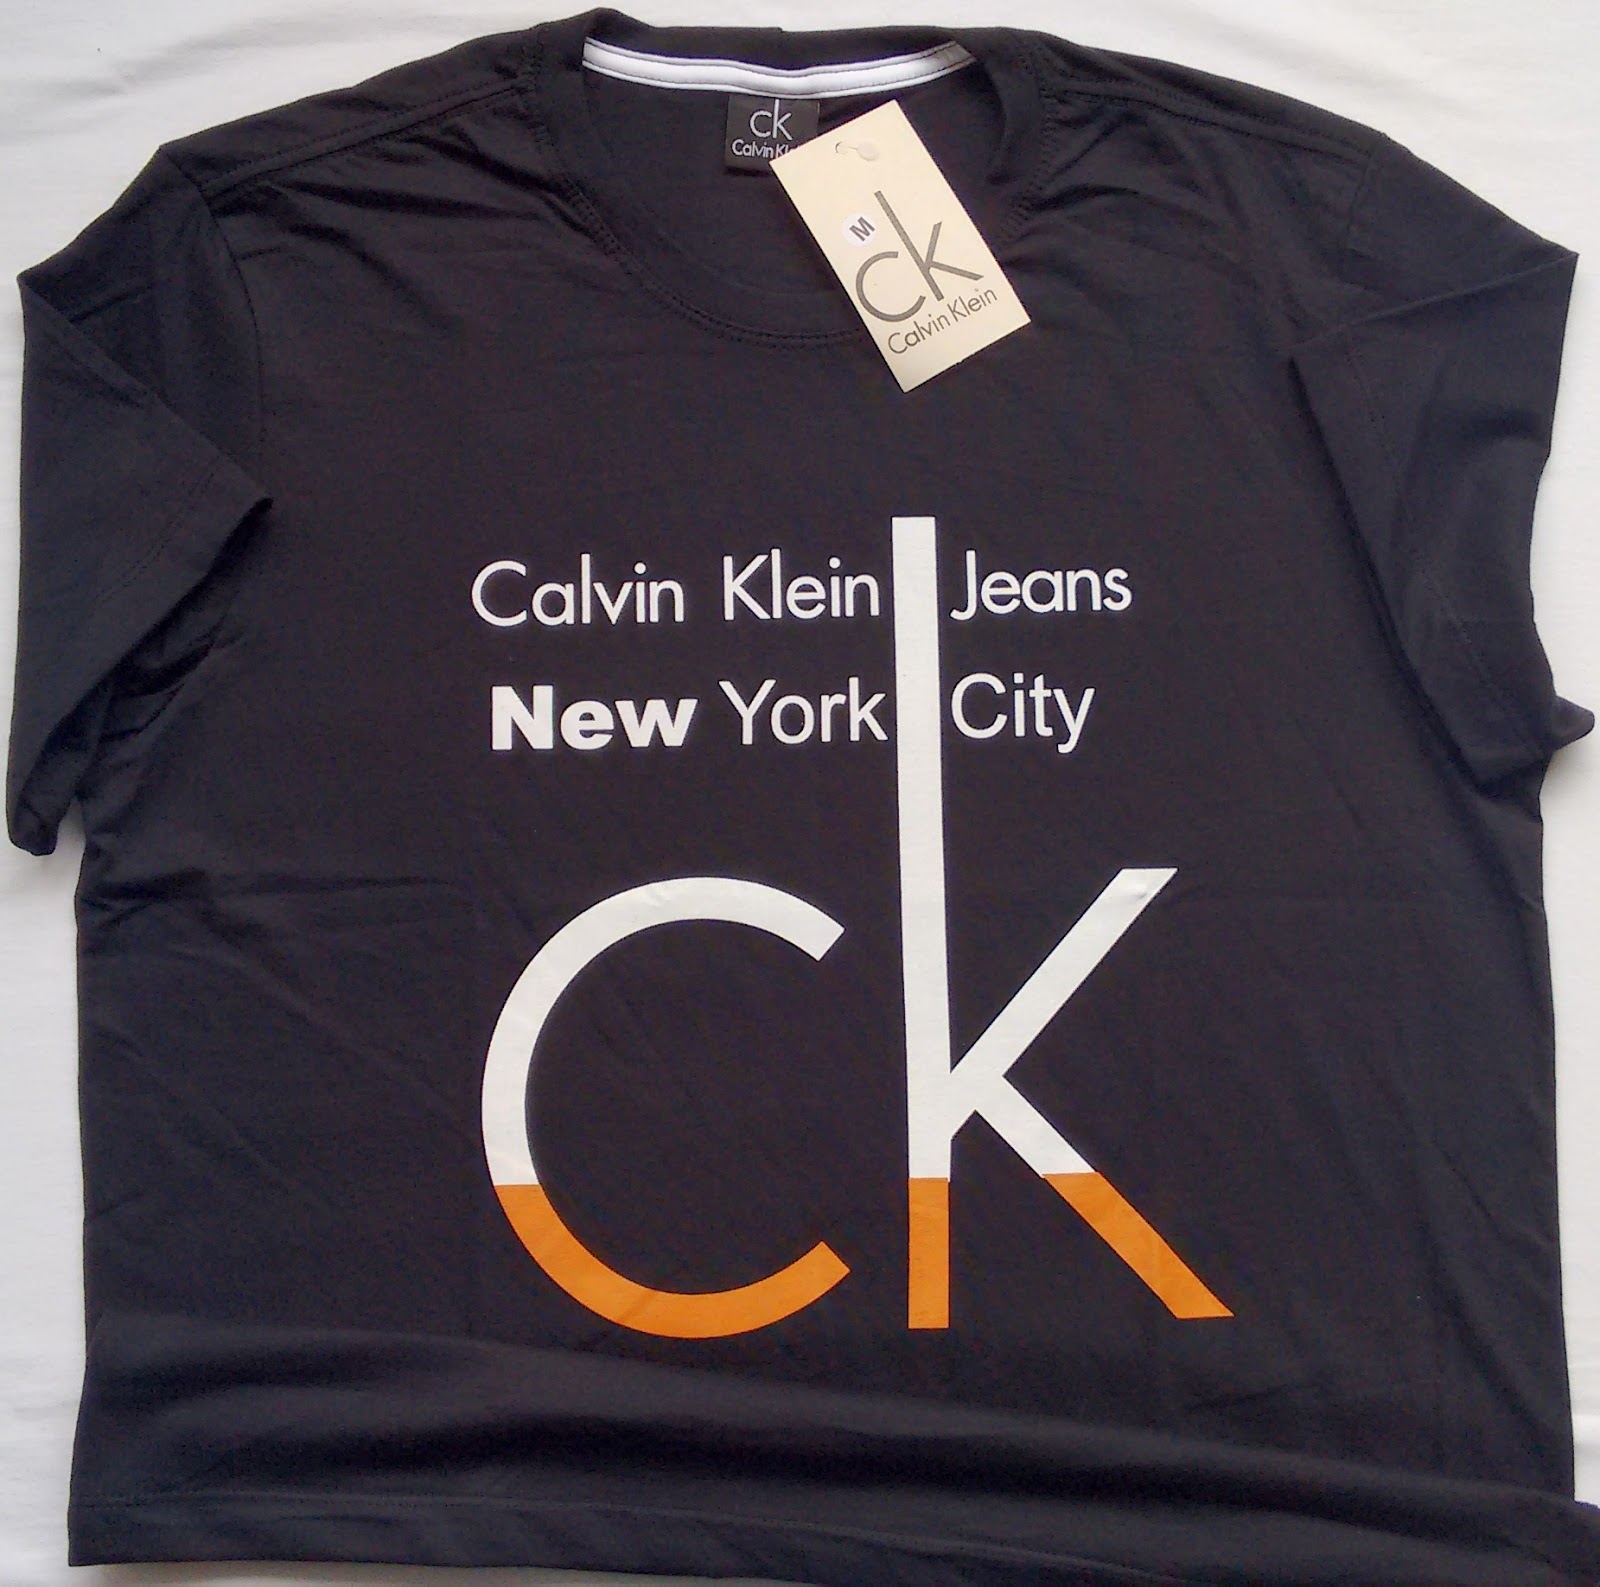 ck
Calvin Klein
M
ck
Calvin Klein
Calvin Klein Jeans
New York City
ck